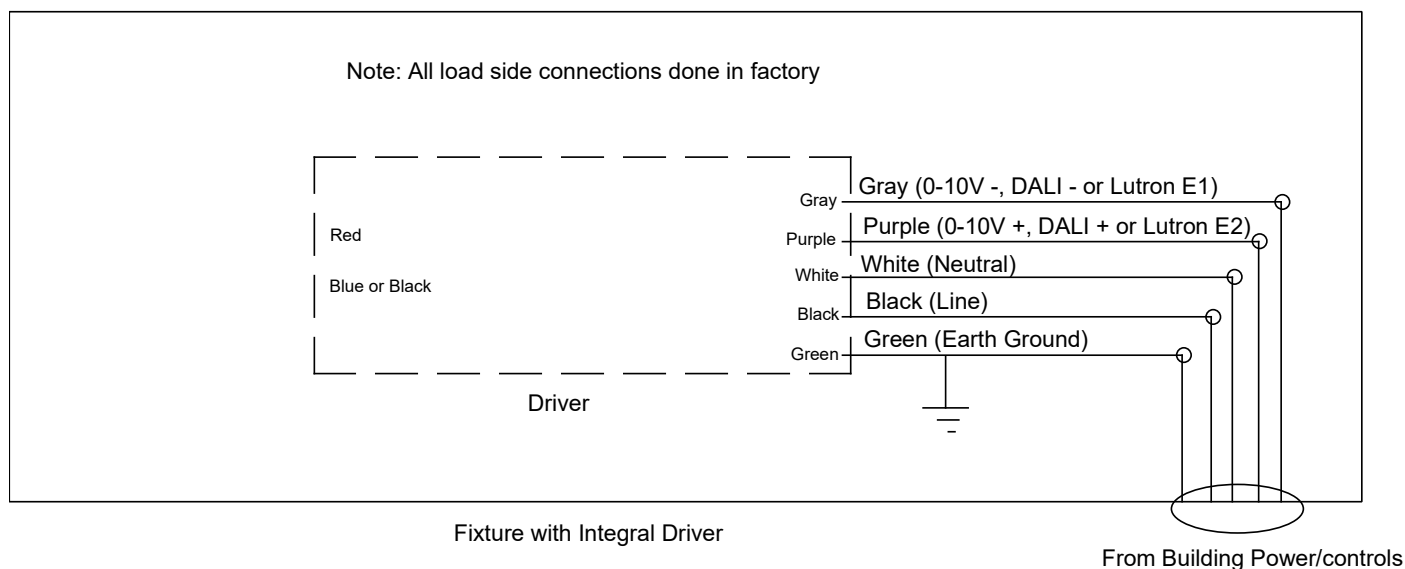 Note: All load side connections done in factory
Gray Gray (0-10V -, DALI - or Lutron E1)
Red
Purple Purple (0-10V +, DALI + or Lutron E2)
White White (Neutral)
Blue or Black
Black Black (Line)
Green Green (Earth Ground)
Driver
Fixture with Integral Driver
From Building Power/controls